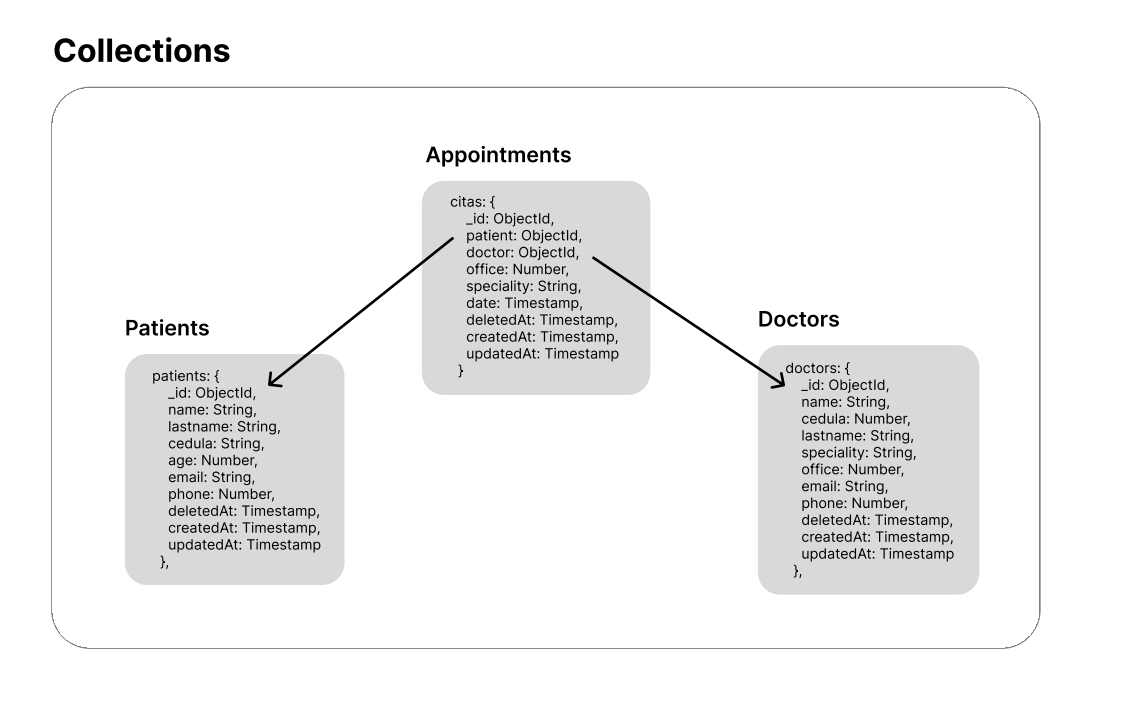 Collections
Appointments
citas: {
_id: ObjectId,
patient: ObjectId,
doctor: ObjectId,
office: Number,
speciality: String,
date: Timestamp,
deletedAt: Timestamp,
createdAt: Timestamp,
updatedAt: Timestamp
}
Patients
patients: {
_id: ObjectId,
name: String,
lastname: String,
cedula: String,
age: Number,
email: String,
phone: Number,
deletedAt: Timestamp,
createdAt: Timestamp,
updatedAt: Timestamp
},
Doctors
doctors: {
_id: ObjectId,
name: String,
cedula: Number,
lastname: String,
speciality: String,
office: Number,
email: String,
phone: Number,
deletedAt: Timestamp,
createdAt: Timestamp,
updatedAt: Timestamp
},